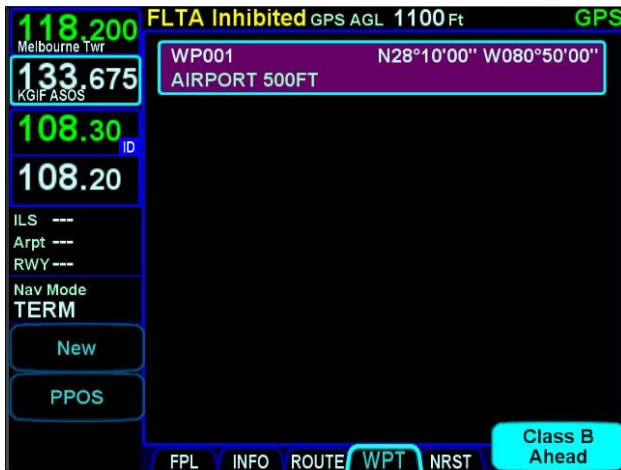 118.200
Melbourne Twr
133.675
KGIF ASOS
108.30
ID
108.20
ILS ---
Arpt ---
RWY ---
Nav Mode
TERM
New
PPOS
FLTA Inhibited GPS AGL 1100 Ft GPS
WP001 N28°10'00" W080°50'00"
AIRPORT 500FT
FPL INFO ROUTE WPT NRST
Class B
Ahead